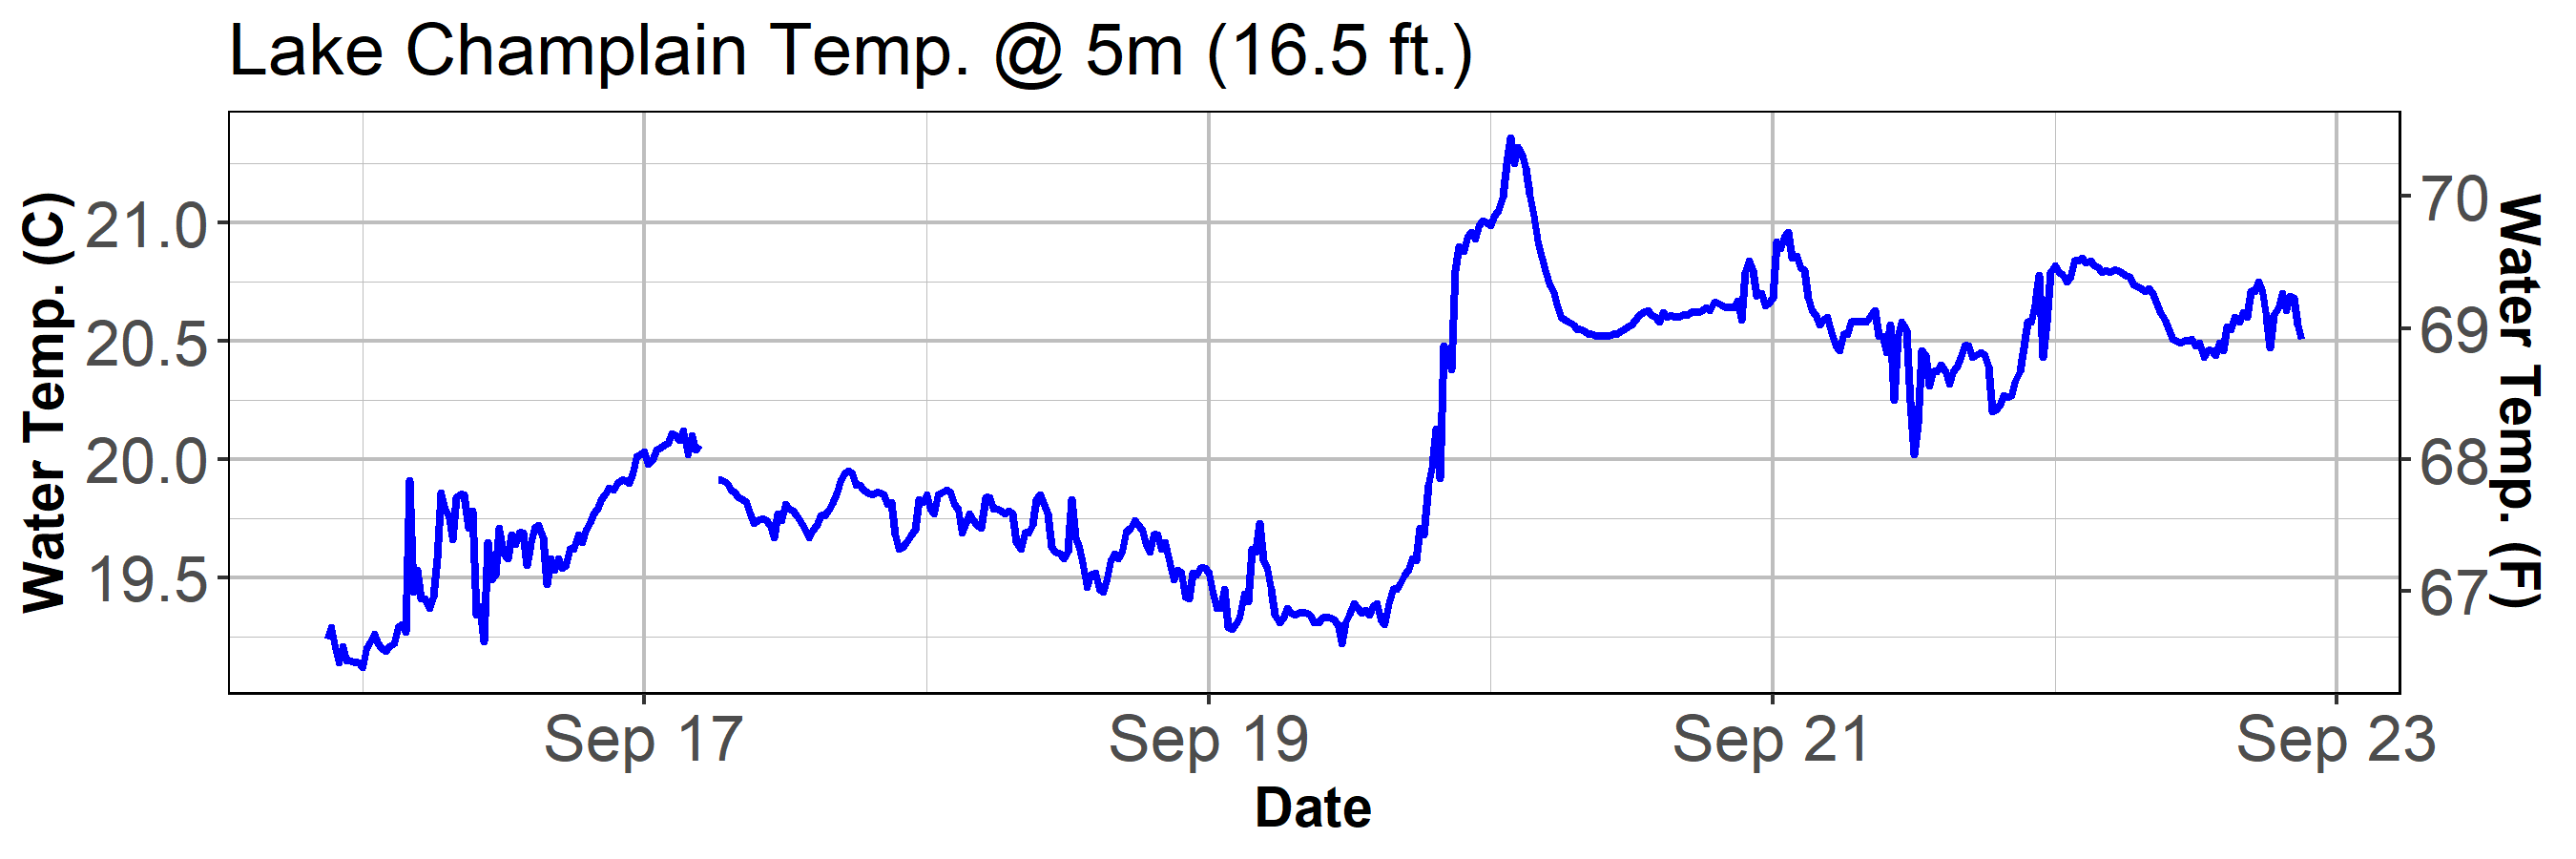 Lake Champlain Temp. @ 5m (16.5 ft.)
Water Temp. (C)
21.0
20.5
20.0
19.5
70
69
68
67
Water Temp. (F)
Sep 17
Sep 19
Sep 21
Sep 23
Date